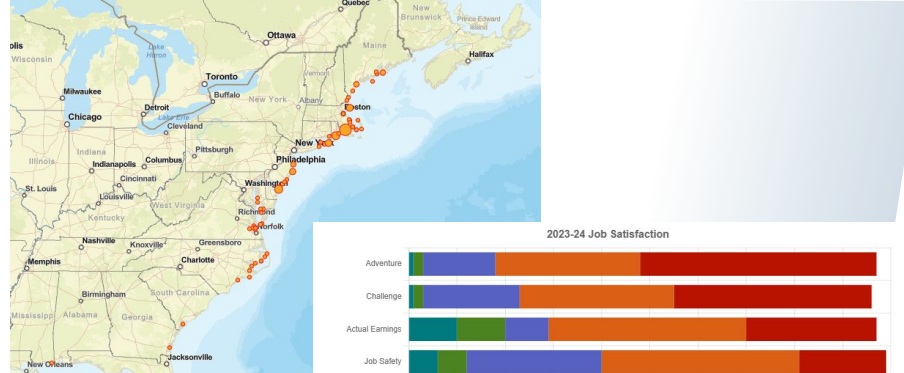 Quebec
New
Brunswick
Prince Edward
Island
Ottawa
Maine
olis
Lake
Huron
Halifax
Wisconsin
Vermont
Toronto
Milwaukee
Buffalo
New York
Albany
Detroit
Boston
Lake Erie
Chicago
Cleveland
New York
Pittsburgh
Indiana
Philadelphia
Illinois
Indianapolis
Columbus
Cincinnati
Washington
St. Louis
Louisville
West Virginia
Richmond
Kentucky
Norfolk
Nashville
Knoxville
Greensboro
Memphis
Charlotte
Birmingham
South Carolina
Mississippi
Alabama
Georgia
Jacksonville
New Orleans
2023-24 Job Satisfaction
Adventure
Challenge
Actual Earnings
Job Safety